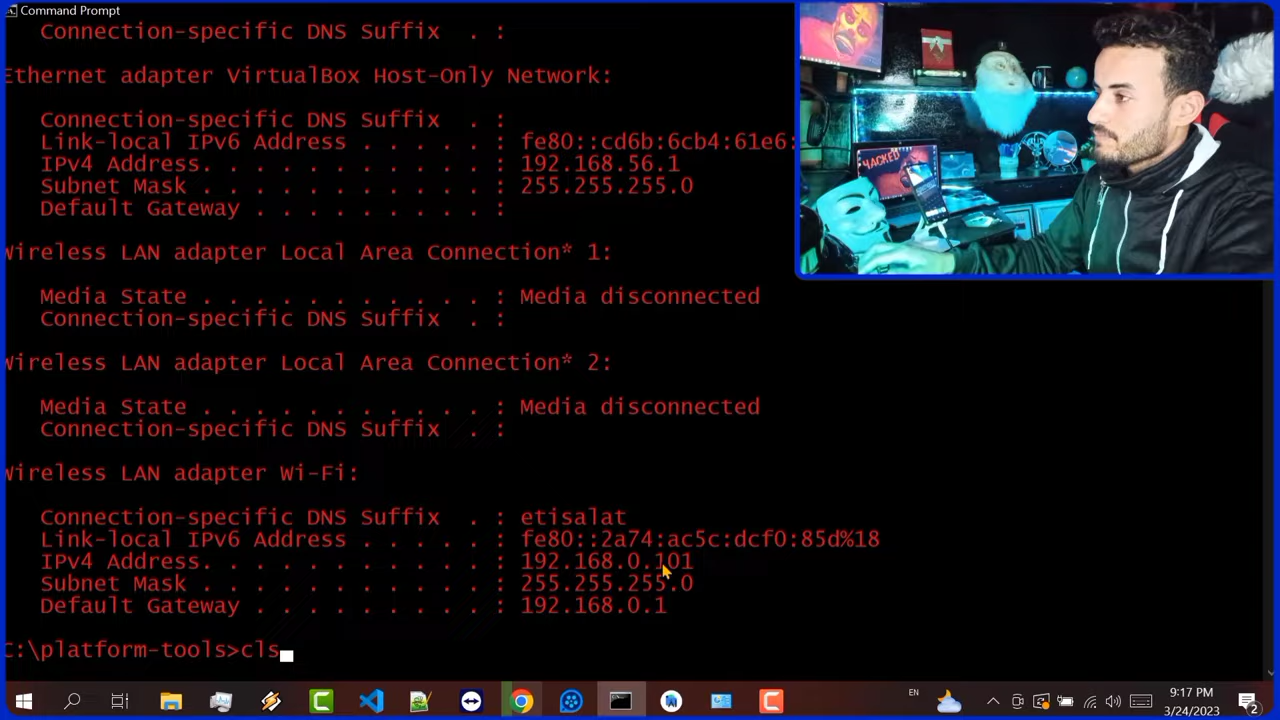 Command Prompt
Connection-specific DNS Suffix . :
Ethernet adapter VirtualBox Host-Only Network:
Connection-specific DNS Suffix . :
Link-local IPv6 Address . . . . . : fe80::cd6b:6cb4:61e6:
IPv4 Address. . . . . . . . . . . : 192.168.56.1
Subnet Mask . . . . . . . . . . . : 255.255.255.0
Default Gateway . . . . . . . . . :
Wireless LAN adapter Local Area Connection* 1:
Media State . . . . . . . . . . . : Media disconnected
Connection-specific DNS Suffix . :
Wireless LAN adapter Local Area Connection* 2:
Media State . . . . . . . . . . . : Media disconnected
Connection-specific DNS Suffix . :
Wireless LAN adapter Wi-Fi:
Connection-specific DNS Suffix . : etisalat
Link-local IPv6 Address . . . . . : fe80::2a74:ac5c:dcf0:85d%18
IPv4 Address. . . . . . . . . . . : 192.168.0.101
Subnet Mask . . . . . . . . . . . : 255.255.255.0
Default Gateway . . . . . . . . . : 192.168.0.1
C:\platform-tools>cls
HACKED
EN
9:17 PM
3/24/2023
2